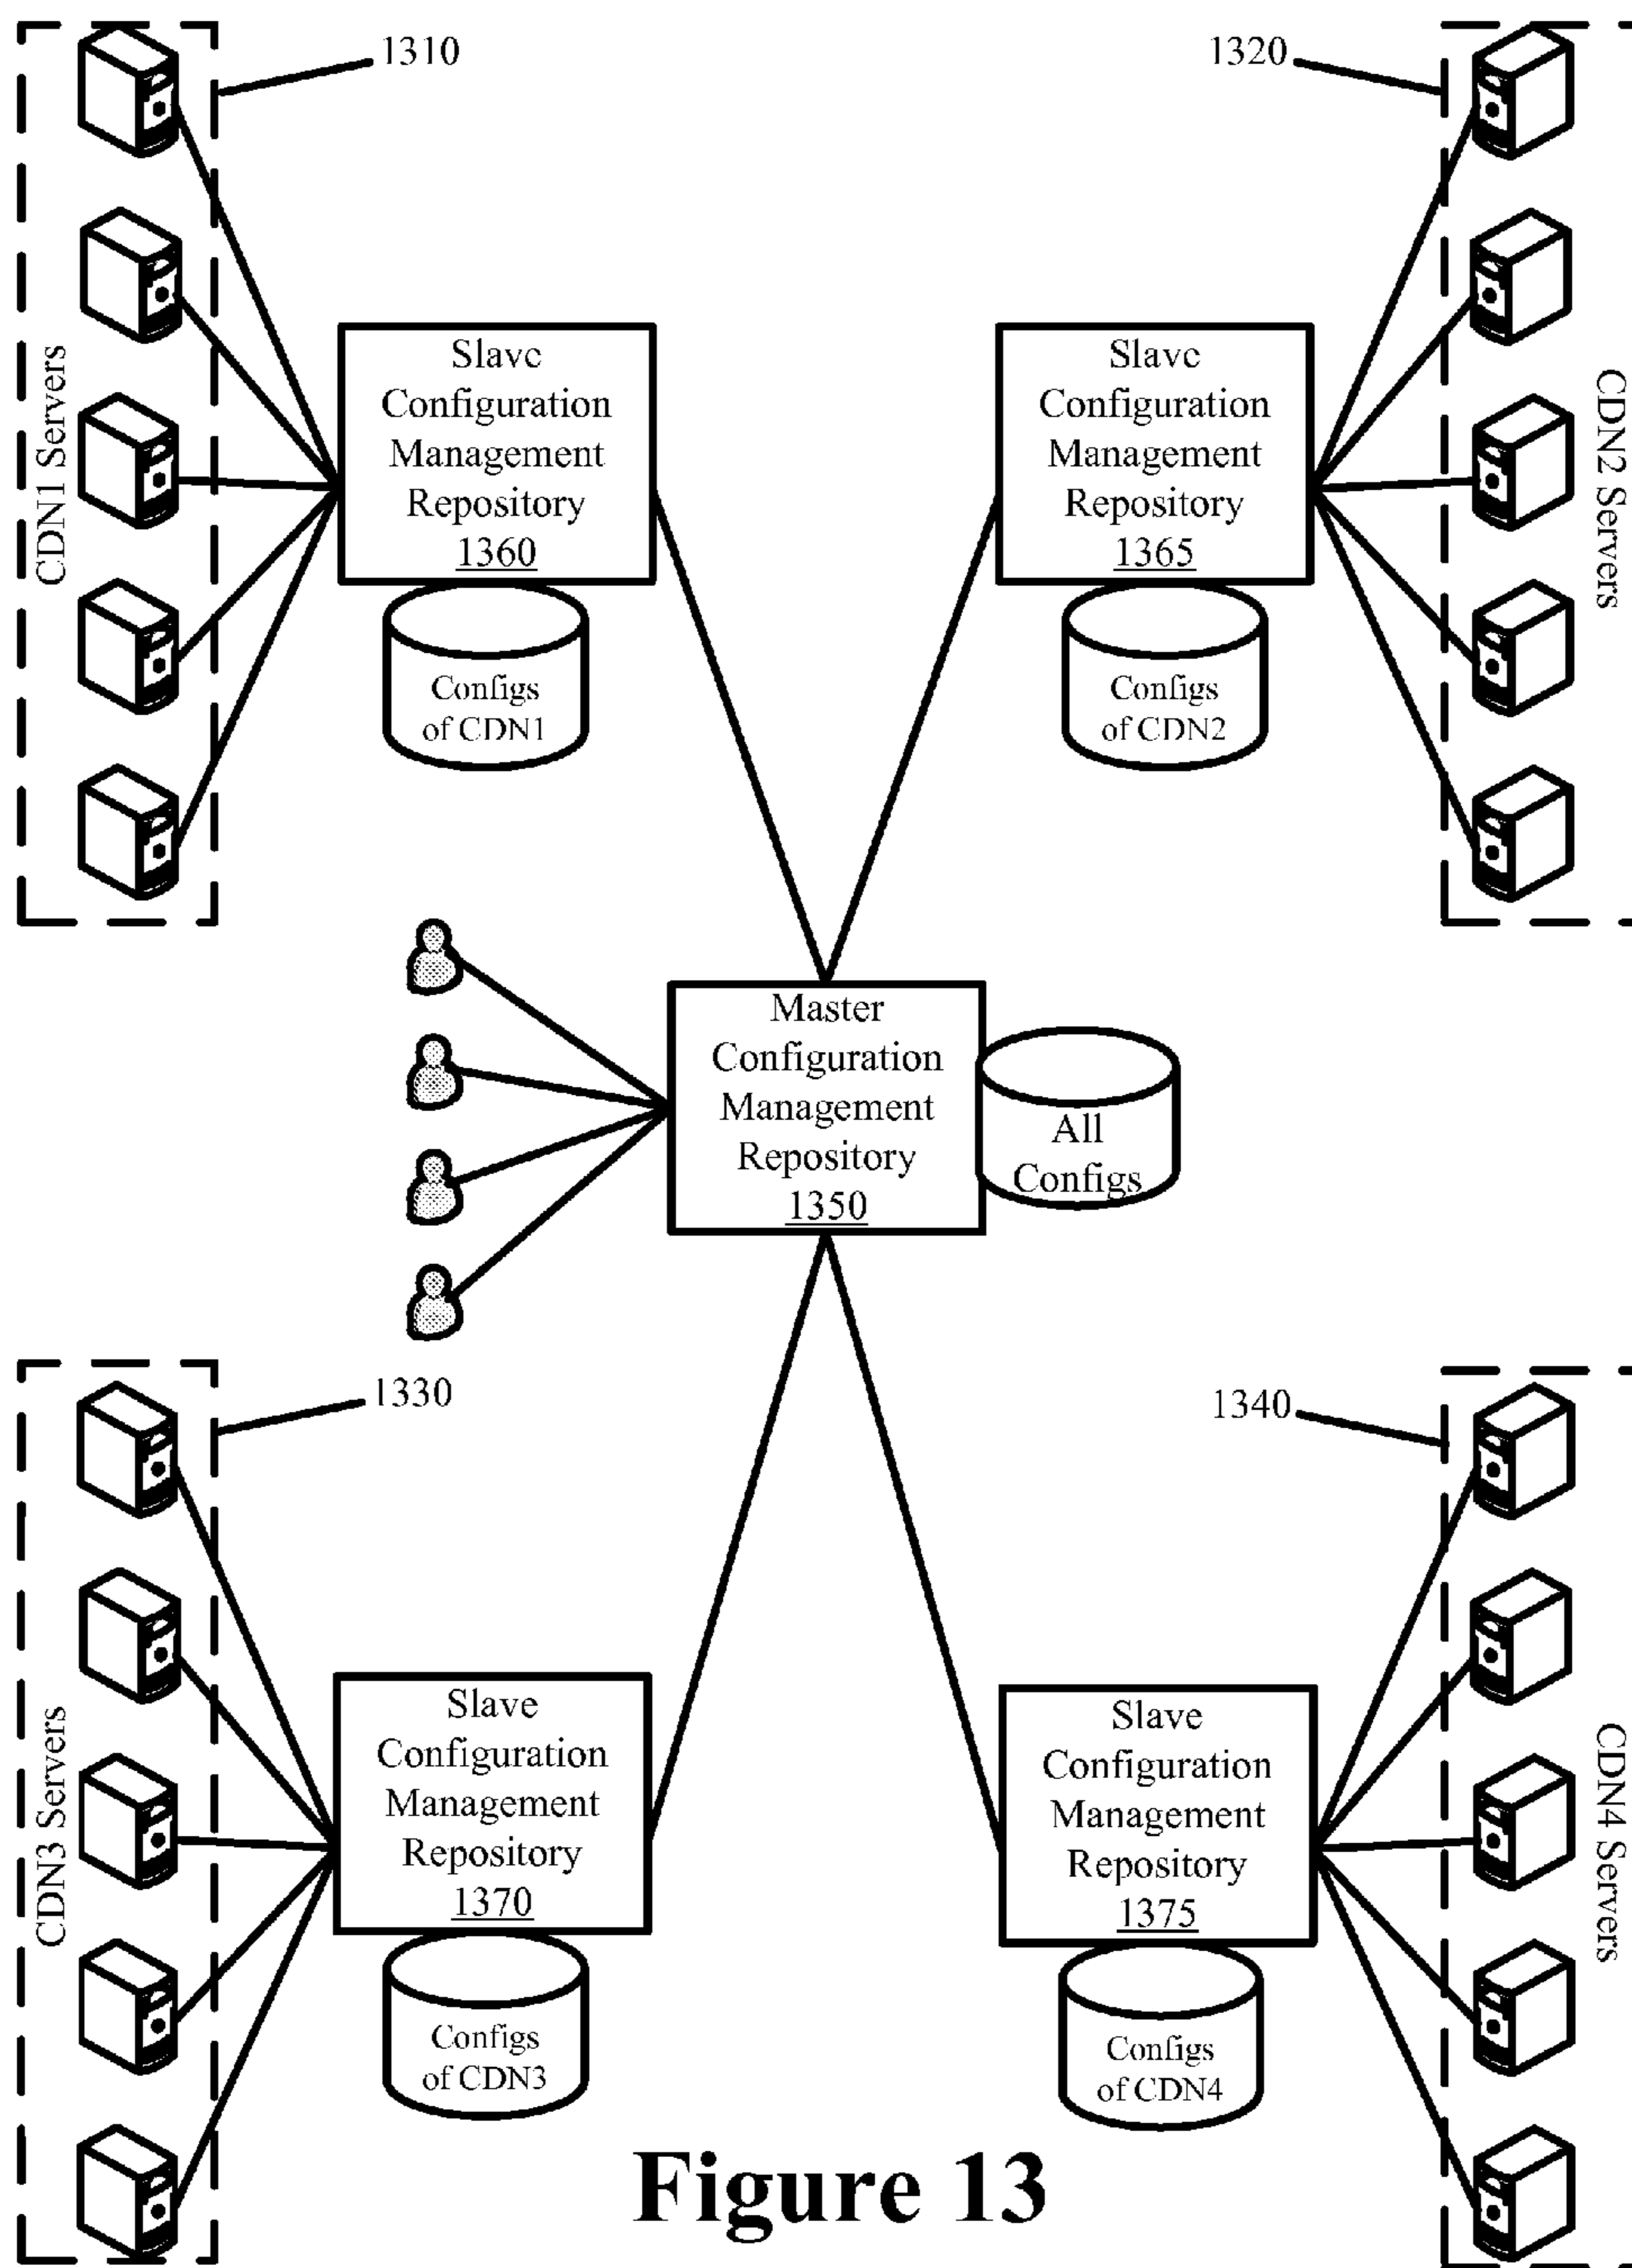 1310
1320
CDN1 Servers
Slave
Configuration
Management
Repository
1360
Configs
of CDN1
Slave
Configuration
Management
Repository
1365
Configs
of CDN2
CDN2 Servers
Master
Configuration
Management
Repository
1350
All
Configs
1330
1340
CDN3 Servers
Slave
Configuration
Management
Repository
1370
Configs
of CDN3
Slave
Configuration
Management
Repository
1375
Configs
of CDN4
CDN4 Servers
Figure 13